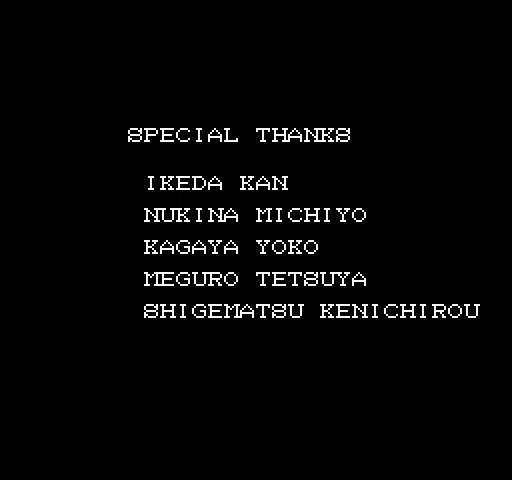 SPECIAL THANKS
IKEDA KAN
NUKINA MICHIYO
KAGAYA YOKO
MEGURO TETSUYA
SHIGEMATSU KENICHIROU